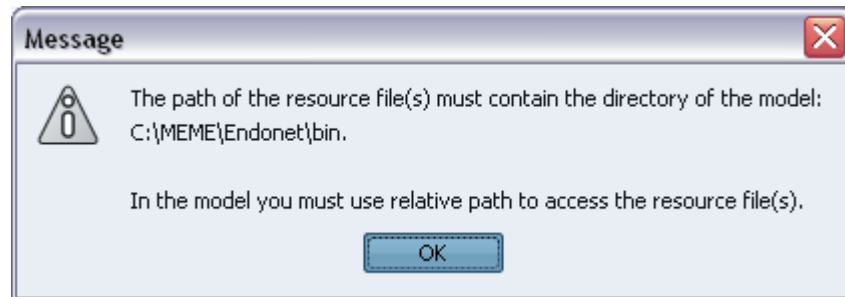 Message
The path of the resource file(s) must contain the directory of the model:
C:\MEME\Endonet\bin.
In the model you must use relative path to access the resource file(s).
OK